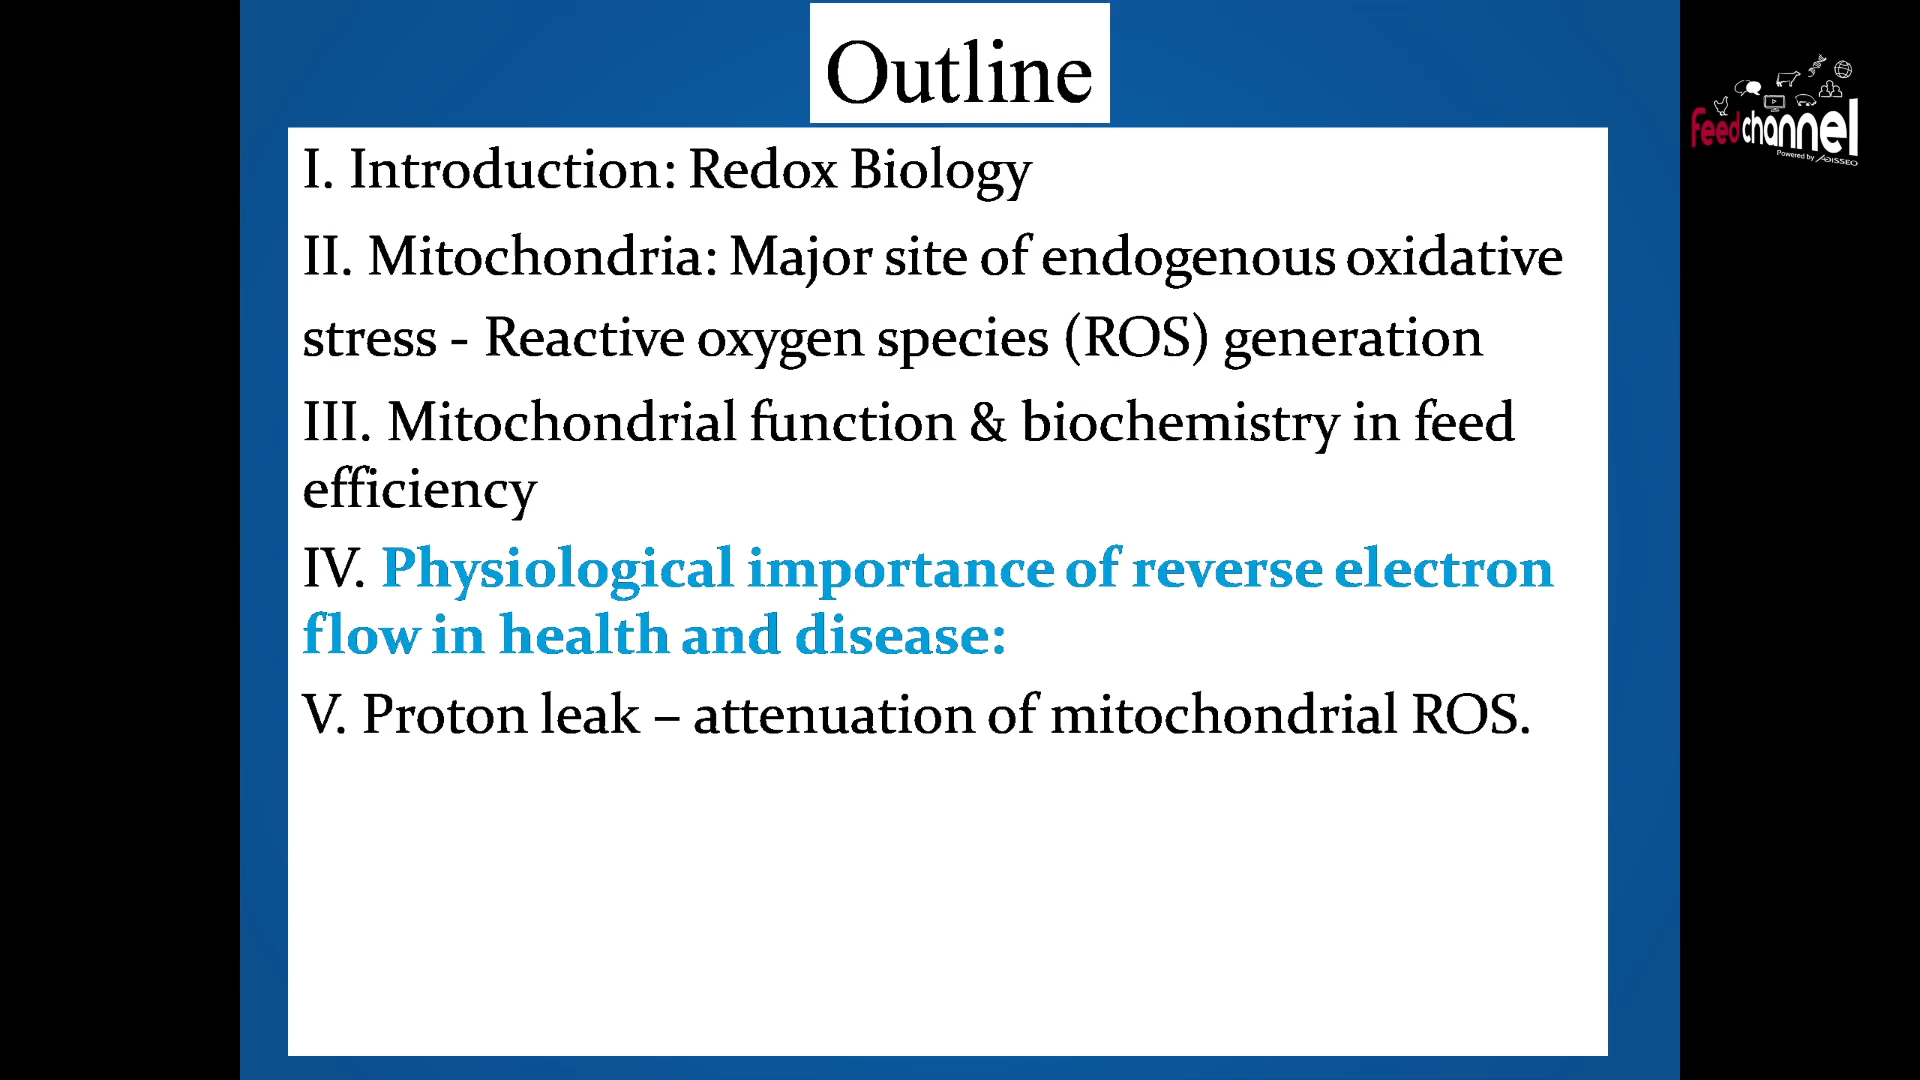 Outline
I. Introduction: Redox Biology
II. Mitochondria: Major site of endogenous oxidative
stress - Reactive oxygen species (ROS) generation
III. Mitochondrial function & biochemistry in feed
efficiency
IV. Physiological importance of reverse electron
flow in health and disease:
V. Proton leak – attenuation of mitochondrial ROS.
feedchannel
Powered by ADISSEO